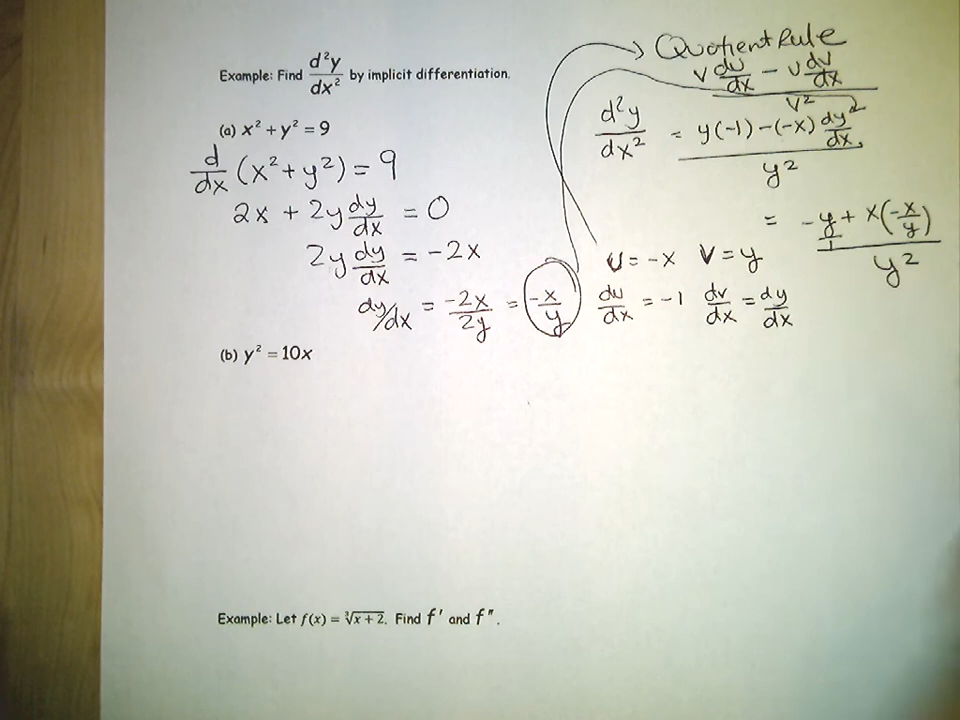 Example: Find d²y/dx² by implicit differentiation.
(a) x² + y² = 9
d/dx (x² + y²) = 9
2x + 2y dy/dx = 0
2y dy/dx = -2x
dy/dx = -2x/2y = -x/y
Quotient Rule
v du/dx - u dv/dx
v²
d²y/dx² = y(-1) - (-x) dy/dx
y²
= -y/1 + x(-x/y)
y²
u = -x v = y
du/dx = -1 dv/dx = dy/dx
(b) y² = 10x
Example: Let f(x) = ∛x + 2. Find f' and f".